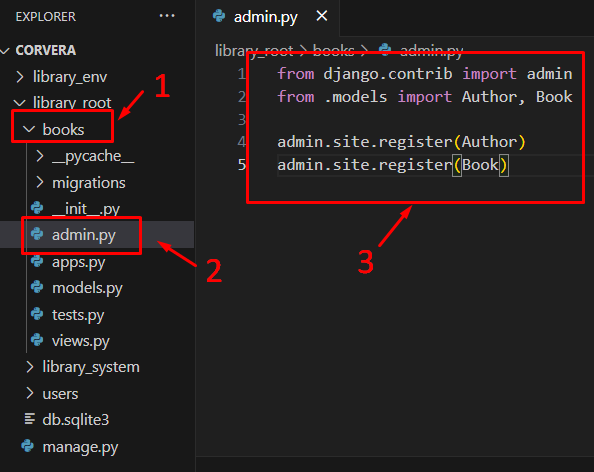 EXPLORER
CORVERA
library_env
library_root
books
__pycache__
migrations
__init__.py
admin.py
apps.py
models.py
tests.py
views.py
library_system
users
db.sqlite3
manage.py
1
2
admin.py
library_root > books > admin.py
1 from django.contrib import admin
2 from .models import Author, Book
3
4 admin.site.register(Author)
5 admin.site.register(Book)
3